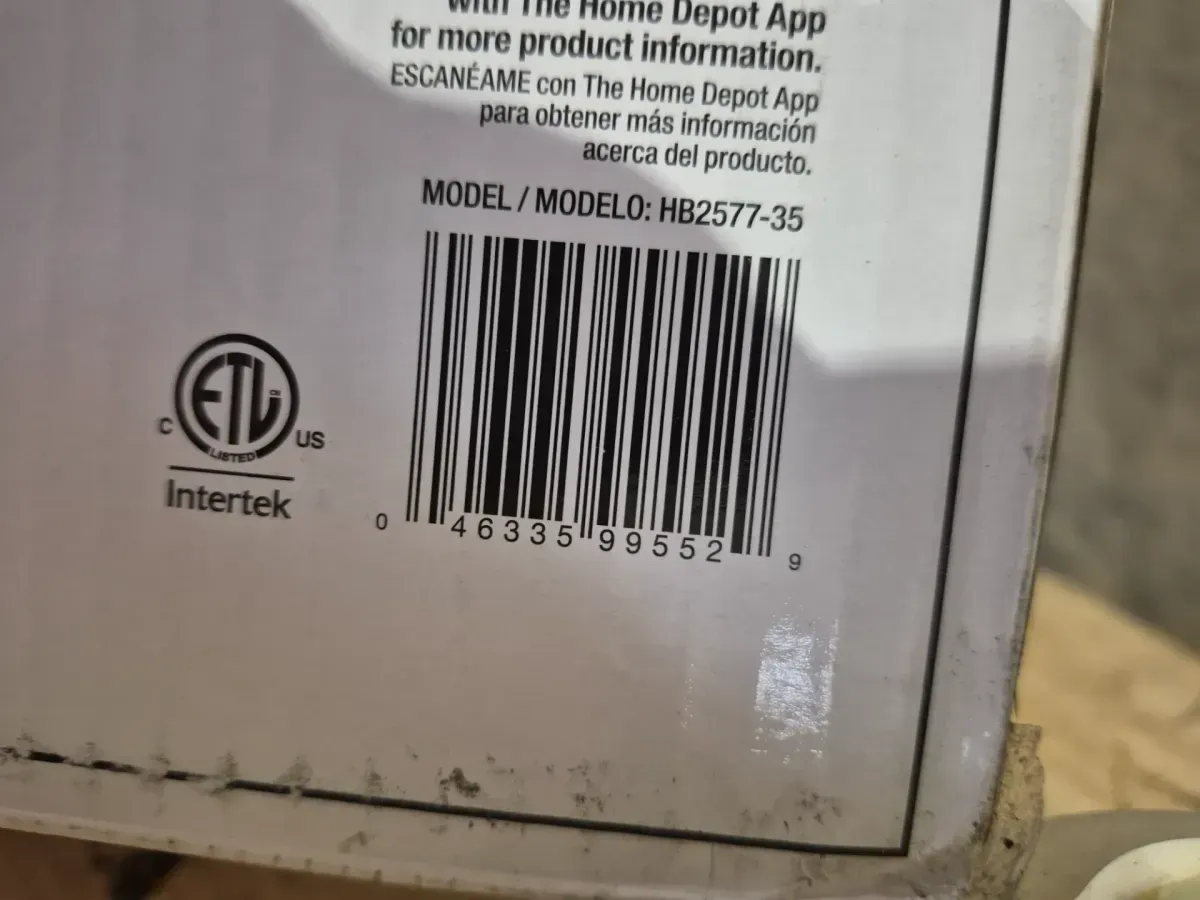 with The Home Depot App
for more product information.
ESCANÉAME con The Home Depot App
para obtener más información
acerca del producto.
MODEL / MODELO: HB2577-35
C ETL CM US
LISTED
Intertek
0 46335 99552 9